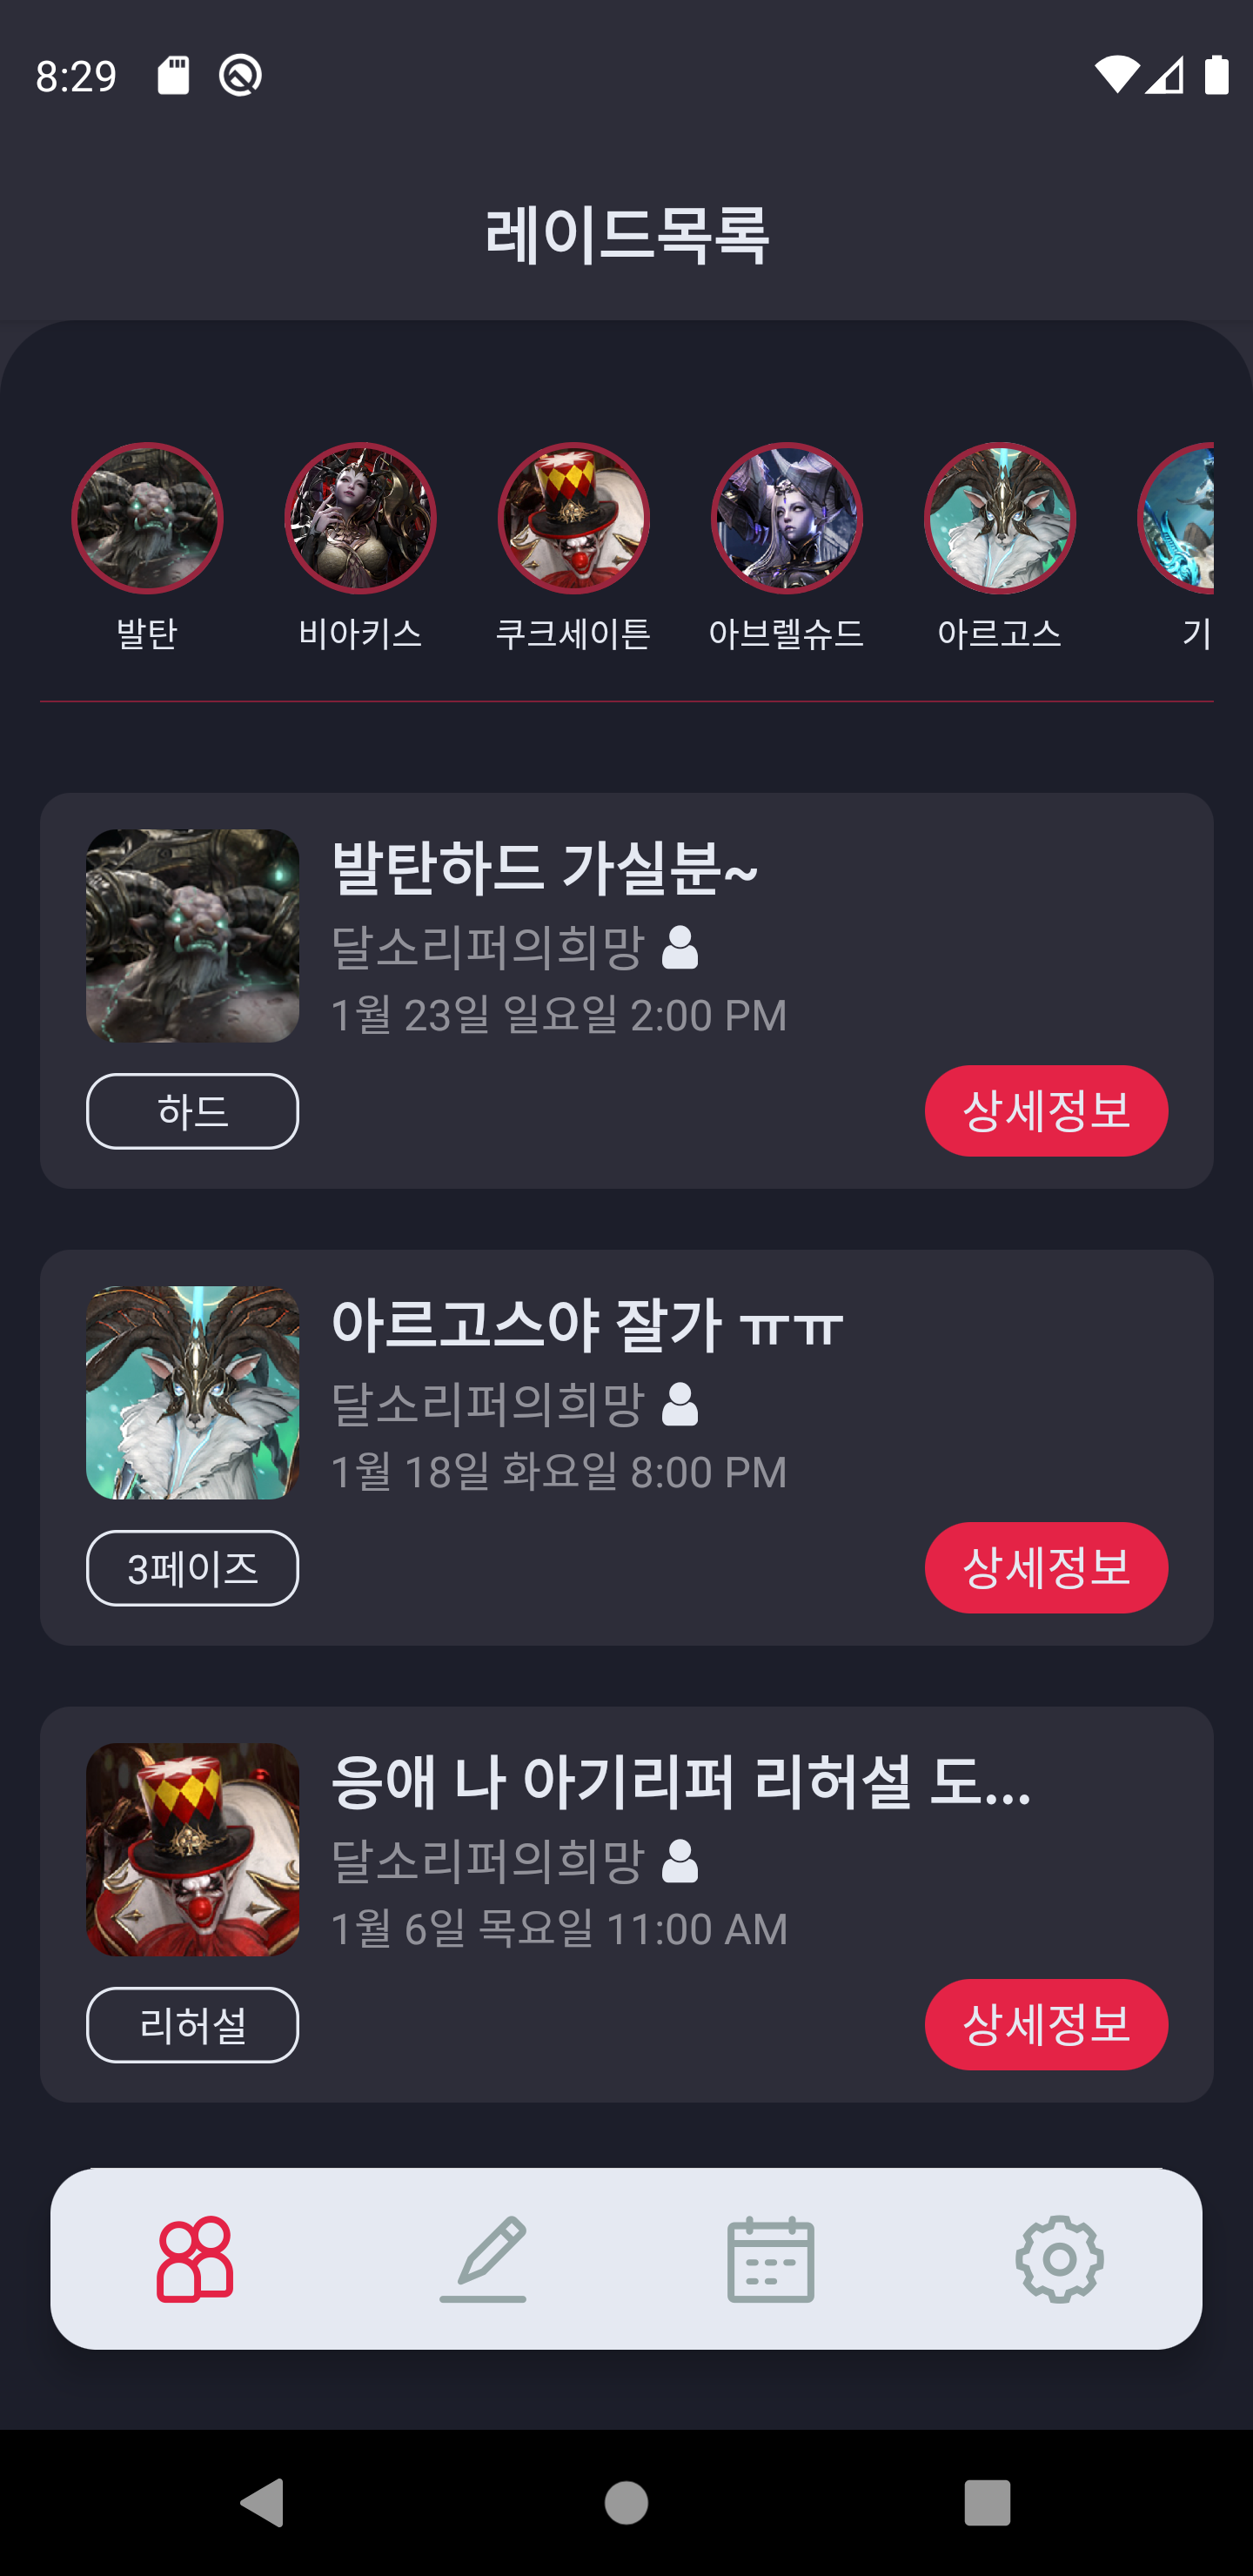 8:29
레이드목록
발탄 비아키스 쿠크세이튼 아브렐슈드 아르고스 기
발탄하드 가실분~
달소리퍼의희망
1월 23일 일요일 2:00 PM
하드 상세정보
아르고스야 잘가 ㅠㅠ
달소리퍼의희망
1월 18일 화요일 8:00 PM
3페이즈 상세정보
응애 나 아기리퍼 리허설 도...
달소리퍼의희망
1월 6일 목요일 11:00 AM
리허설 상세정보